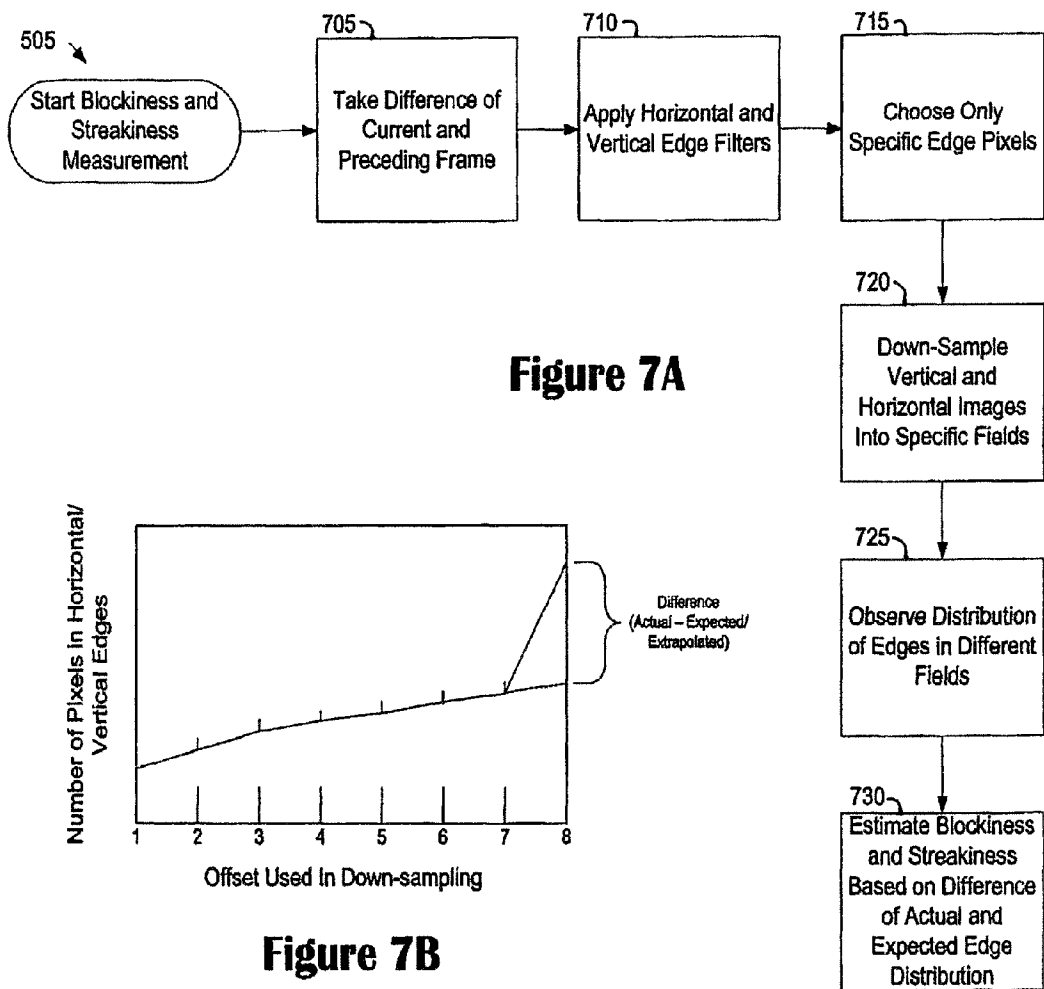 505
Start Blockiness and
Streakiness
Measurement
705
Take Difference of
Current and
Preceding Frame
710
Apply Horizontal and
Vertical Edge Filters
715
Choose Only
Specific Edge Pixels
720
Down-Sample
Vertical and
Horizontal Images
Into Specific Fields
725
Observe Distribution
of Edges in Different
Fields
730
Estimate Blockiness
and Streakiness
Based on Difference
of Actual and
Expected Edge
Distribution
Figure 7A
Number of Pixels in Horizontal/
Vertical Edges
Difference
(Actual – Expected/
Extrapolated)
1 2 3 4 5 6 7 8
Offset Used In Down-sampling
Figure 7B